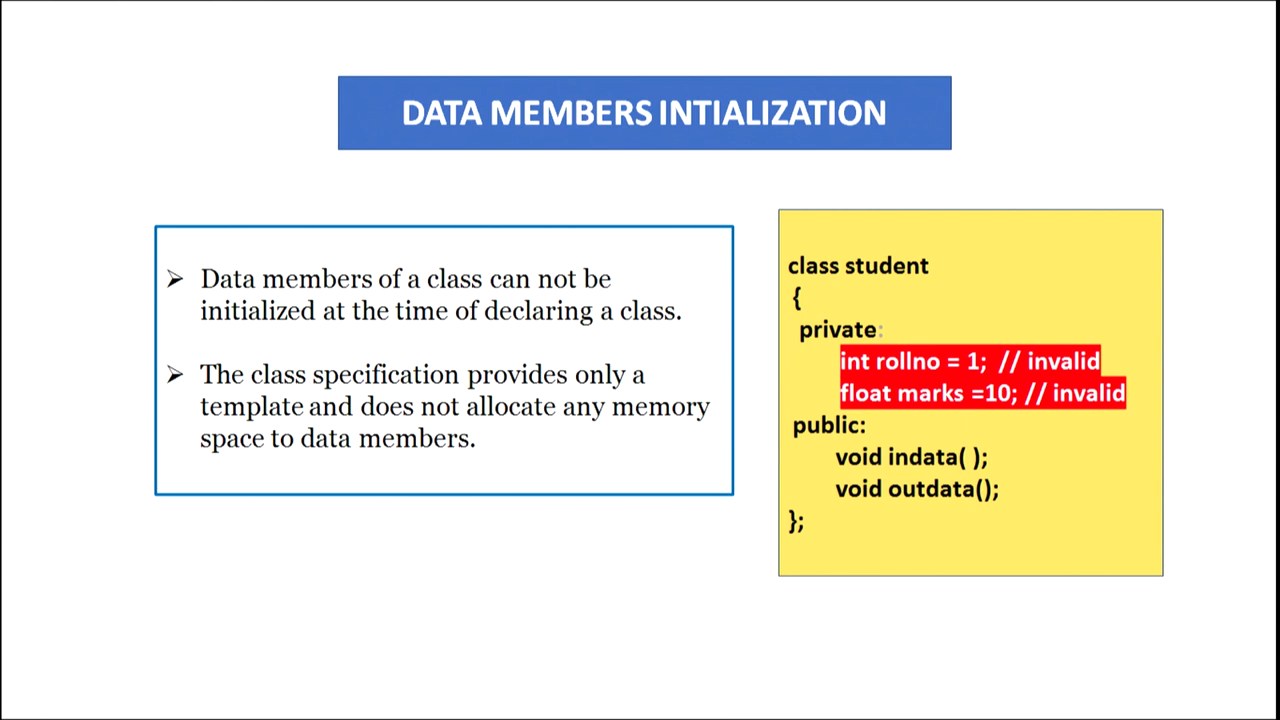 DATA MEMBERS INTIALIZATION
➢ Data members of a class can not be
initialized at the time of declaring a class.
➢ The class specification provides only a
template and does not allocate any memory
space to data members.
class student
{
private:
int rollno = 1; // invalid
float marks =10; // invalid
public:
void indata( );
void outdata();
};